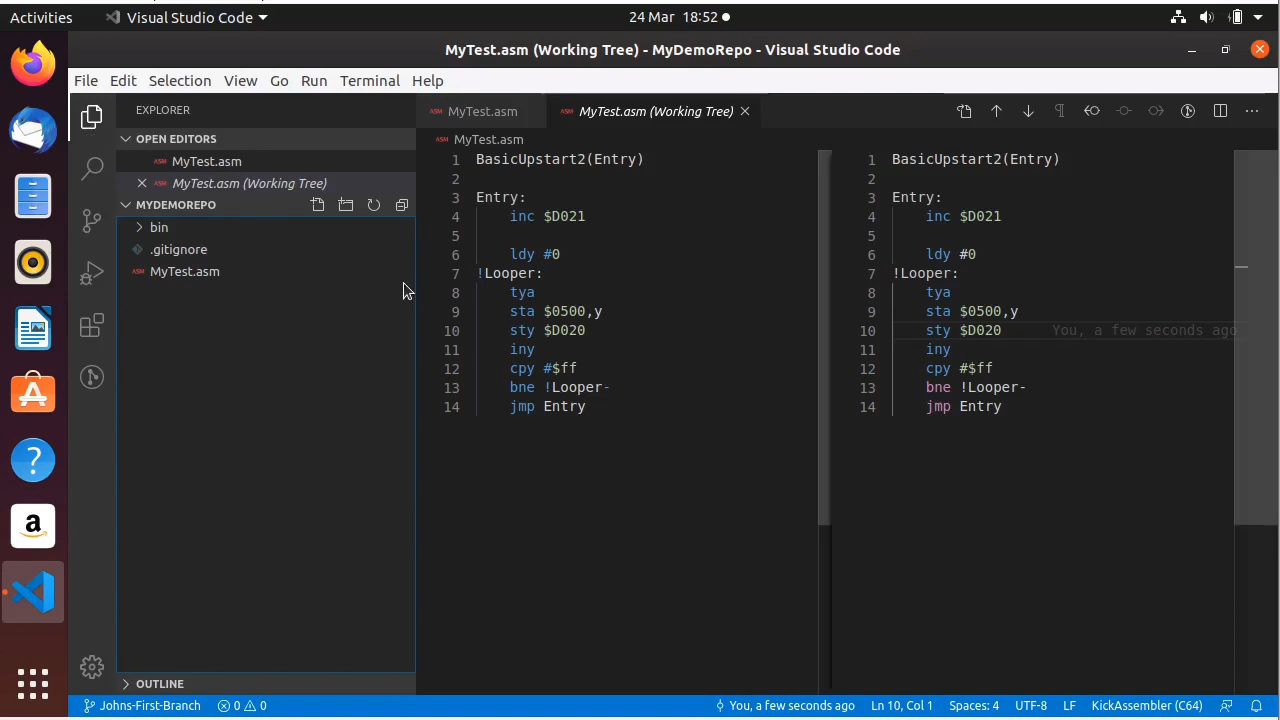 Activities
Visual Studio Code
24 Mar 18:52
MyTest.asm (Working Tree) - MyDemoRepo - Visual Studio Code
File Edit Selection View Go Run Terminal Help
EXPLORER
OPEN EDITORS
ASM MyTest.asm
ASM MyTest.asm (Working Tree)
MYDEMOREPO
bin
.gitignore
ASM MyTest.asm
OUTLINE
ASM MyTest.asm
ASM MyTest.asm (Working Tree)
ASM MyTest.asm
1 BasicUpstart2(Entry)
2
3 Entry:
4 inc $D021
5
6 ldy #0
7 !Looper:
8 tya
9 sta $0500,y
10 sty $D020
11 iny
12 cpy #$ff
13 bne !Looper-
14 jmp Entry
1 BasicUpstart2(Entry)
2
3 Entry:
4 inc $D021
5
6 ldy #0
7 !Looper:
8 tya
9 sta $0500,y
10 sty $D020 You, a few seconds ago
11 iny
12 cpy #$ff
13 bne !Looper-
14 jmp Entry
Johns-First-Branch 0 0 You, a few seconds ago Ln 10, Col 1 Spaces: 4 UTF-8 LF KickAssembler (C64)